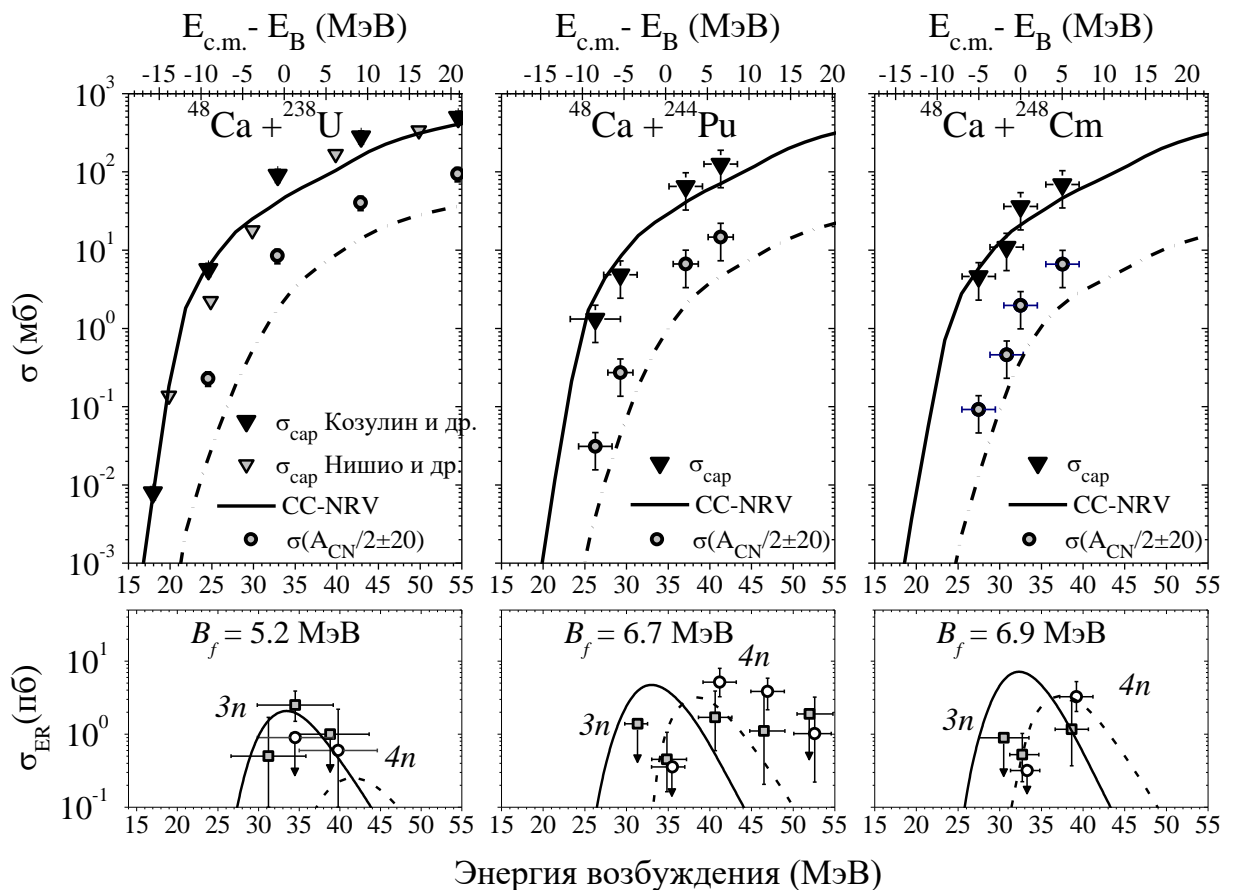 E_c.m. - E_B (МэВ) E_c.m. - E_B (МэВ) E_c.m. - E_B (МэВ)
-15 -10 -5 0 5 10 15 20 -15 -10 -5 0 5 10 15 20 -15 -10 -5 0 5 10 15 20
10^3
^48Ca + ^238U ^48Ca + ^244Pu ^48Ca + ^248Cm
10^2
10^1
10^0
10^-1
10^-2
10^-3
σ (мб)
σ_cap Козулин и др.
σ_cap Нишио и др.
CC-NRV
σ(A_CN/2±20)
σ_cap
CC-NRV
σ(A_CN/2±20)
σ_cap
CC-NRV
σ(A_CN/2±20)
15 20 25 30 35 40 45 50 55 15 20 25 30 35 40 45 50 55 15 20 25 30 35 40 45 50 55
B_f = 5.2 МэВ B_f = 6.7 МэВ B_f = 6.9 МэВ
10^1
10^0
10^-1
σ_ER(пб)
3n 4n
3n 4n
3n 4n
15 20 25 30 35 40 45 50 55 15 20 25 30 35 40 45 50 55 15 20 25 30 35 40 45 50 55
Энергия возбуждения (МэВ)